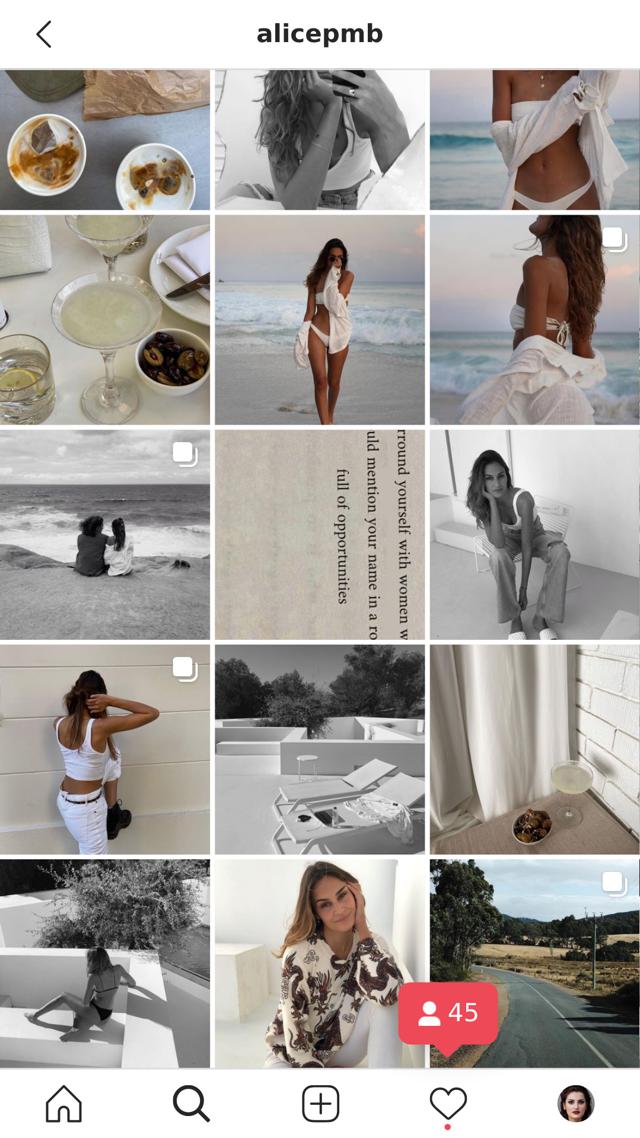 alicepmb
rround yourself with women w
uld mention your name in a ro
full of opportunities
45